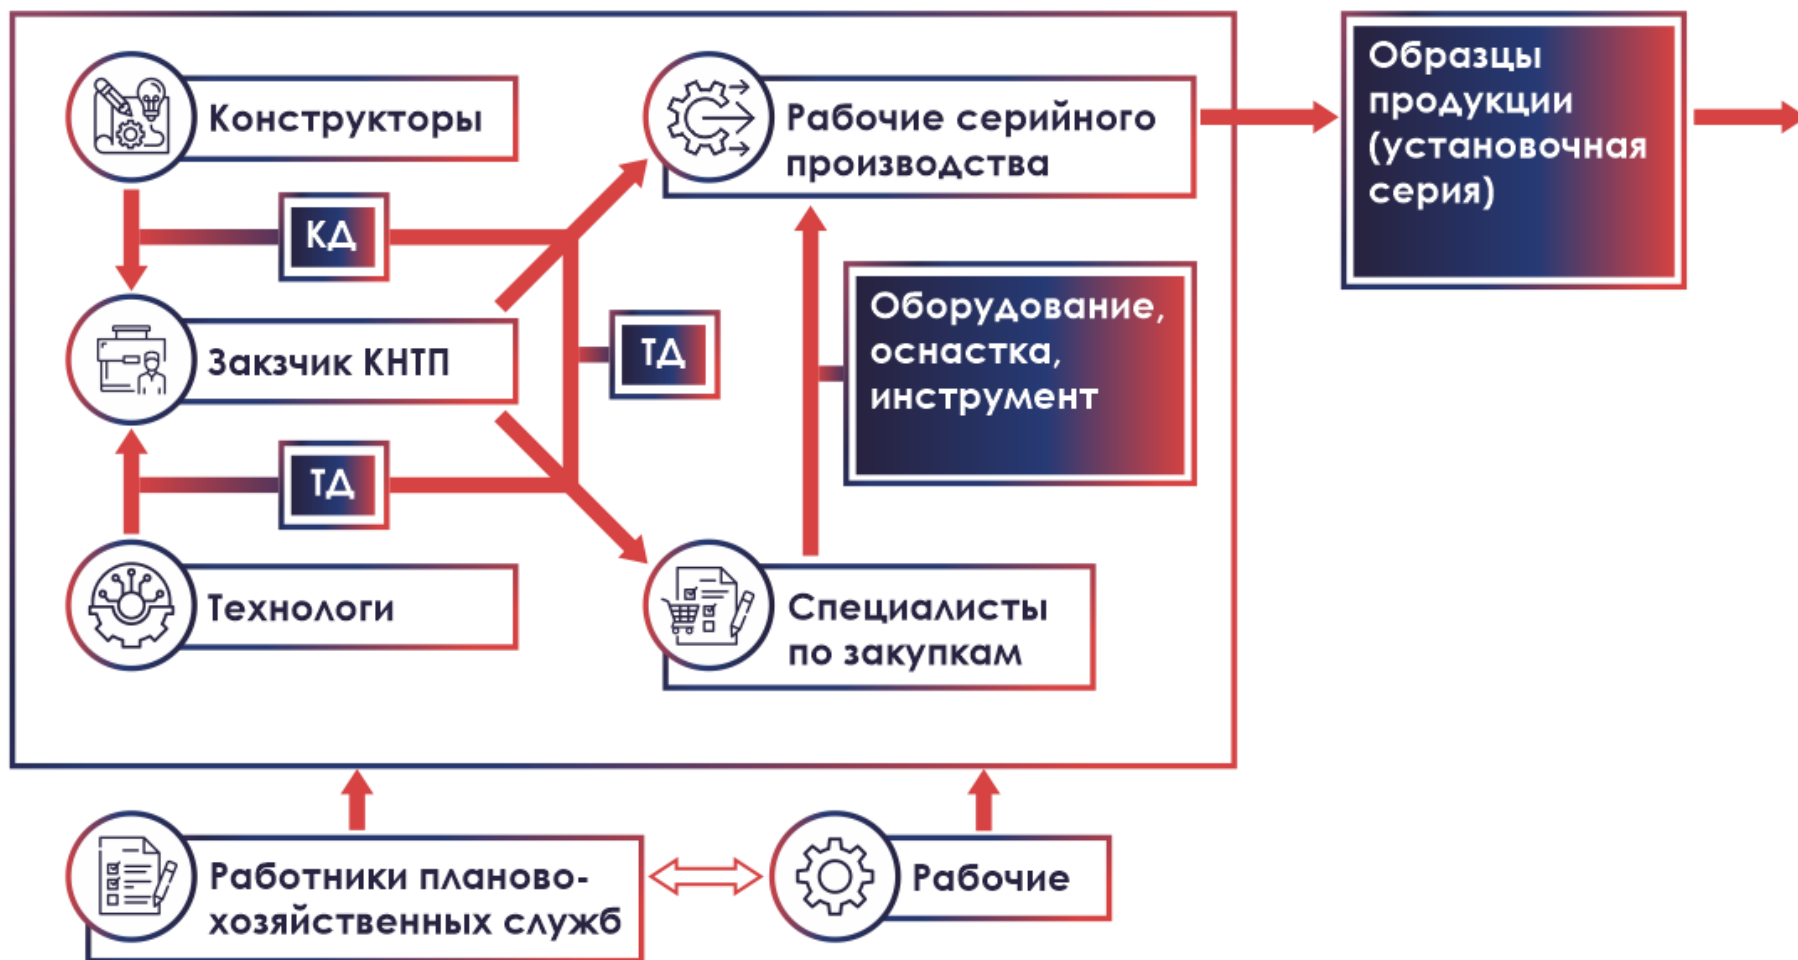 Конструкторы
Рабочие серийного
производства
Образцы
продукции
(установочная
серия)
КД
Закзчик КНТП
ТД
Оборудование,
оснастка,
инструмент
ТД
Технологи
Специалисты
по закупкам
Работники планово-
хозяйственных служб
Рабочие